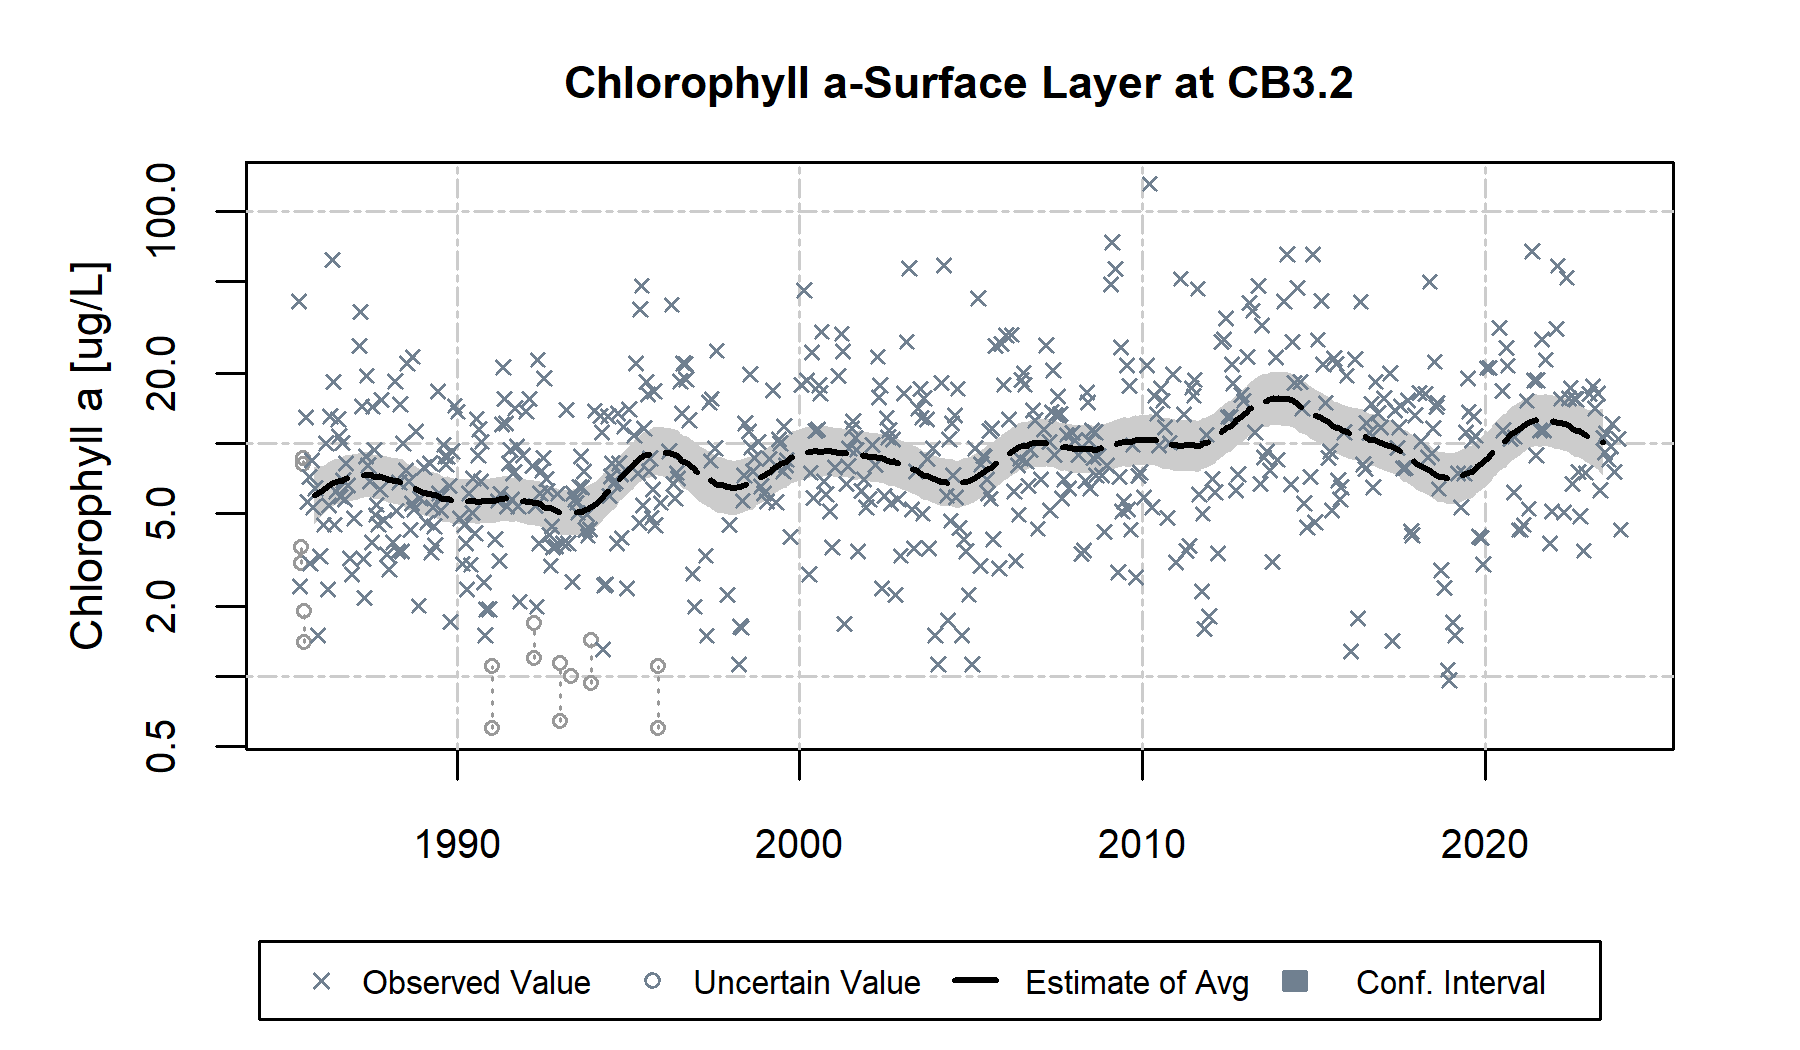 Chlorophyll a-Surface Layer at CB3.2
Chlorophyll a [ug/L]
100.0
20.0
5.0
2.0
0.5
1990 2000 2010 2020
Observed Value Uncertain Value Estimate of Avg Conf. Interval